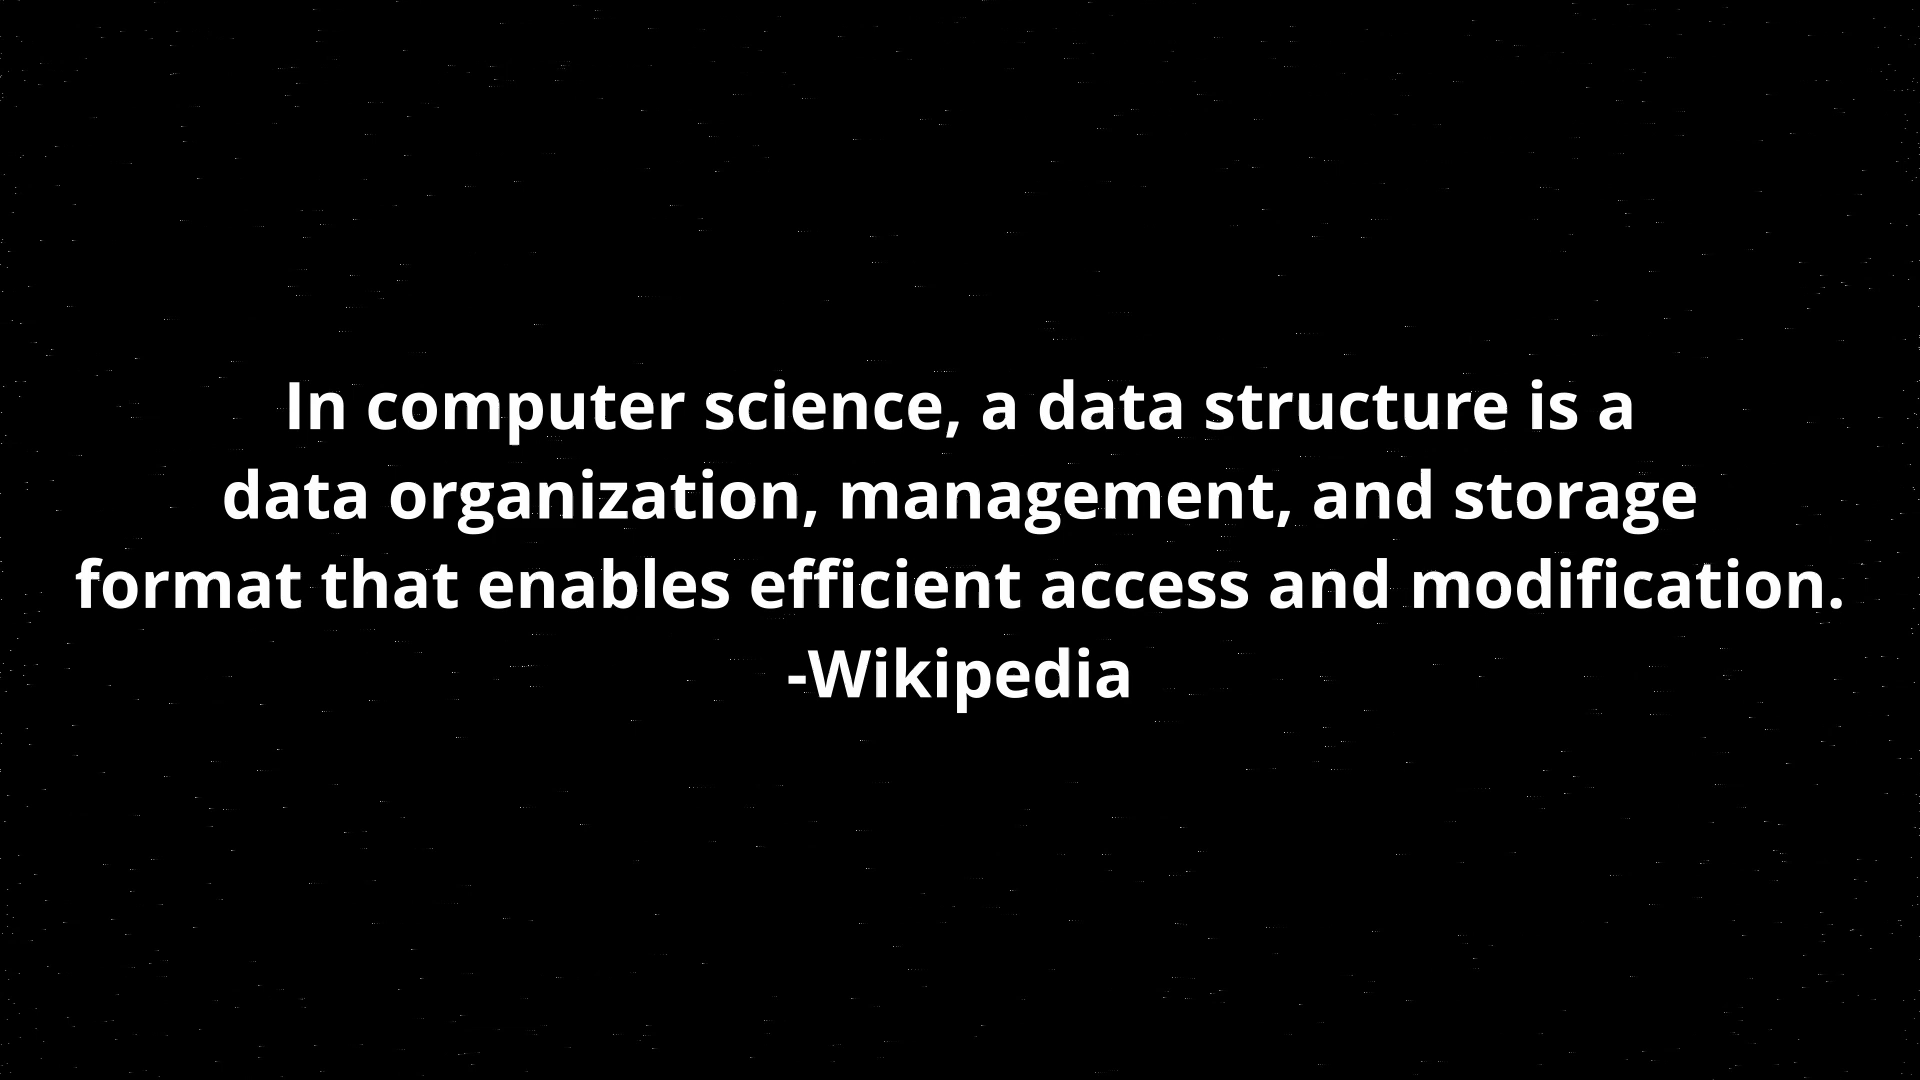 In computer science, a data structure is a
data organization, management, and storage
format that enables efficient access and modification.
-Wikipedia